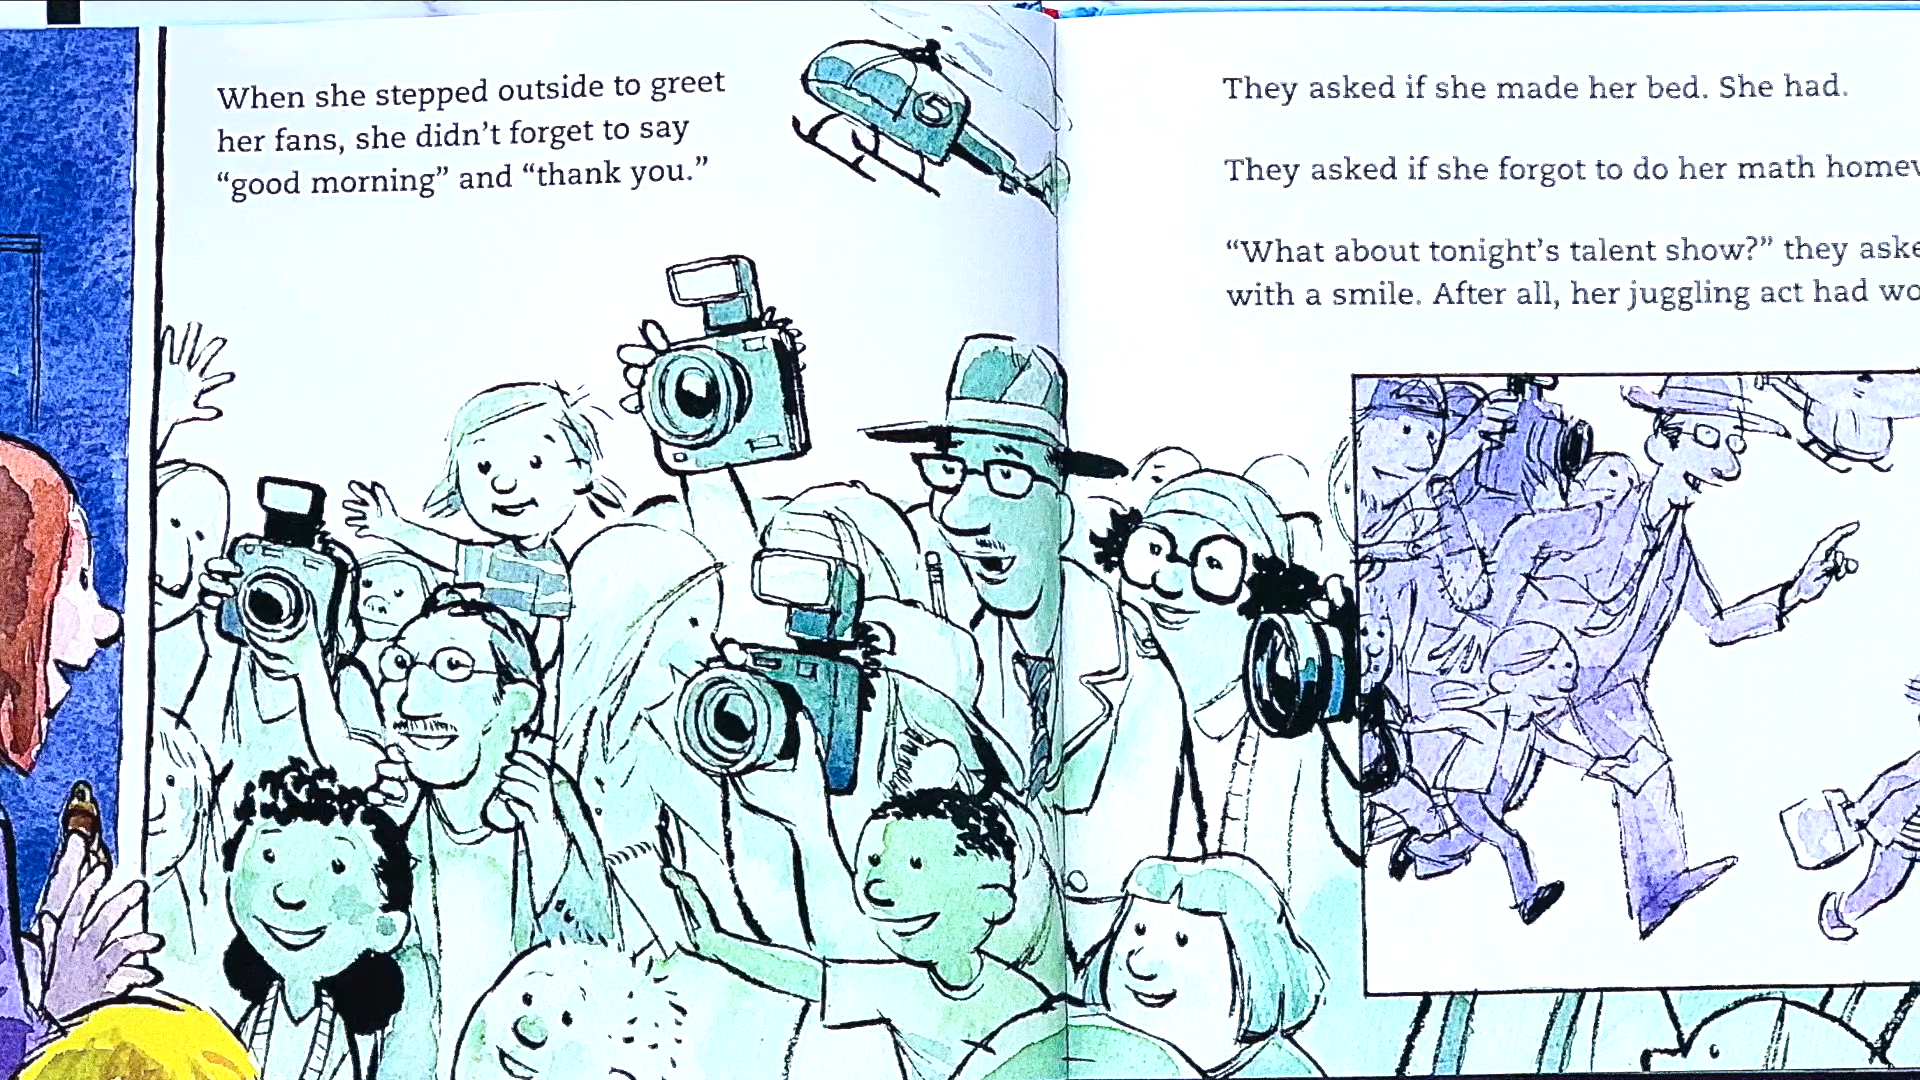 When she stepped outside to greet
her fans, she didn't forget to say
“good morning” and “thank you.”
5
They asked if she made her bed. She had.
They asked if she forgot to do her math
“What about tonight's talent show?” they
with a smile. After all, her juggling act had